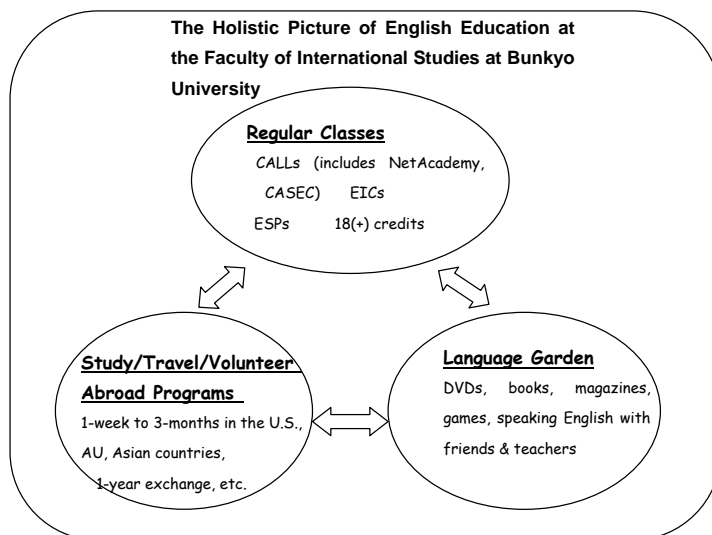 The Holistic Picture of English Education at
the Faculty of International Studies at Bunkyo
University
Regular Classes
CALLs (includes NetAcademy,
CASEC) EICs
ESPs 18(+) credits
Study/Travel/Volunteer
Abroad Programs
1-week to 3-months in the U.S.,
AU, Asian countries,
1-year exchange, etc.
Language Garden
DVDs, books, magazines,
games, speaking English with
friends & teachers